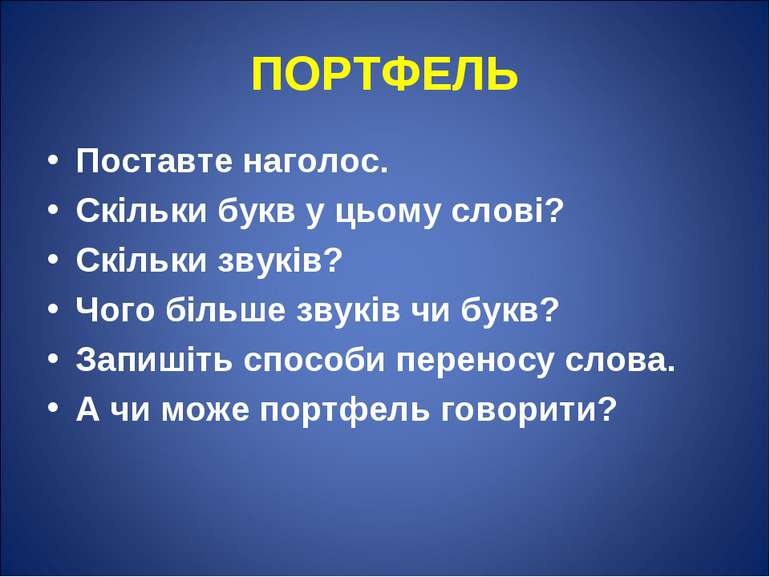 ПОРТФЕЛЬ
• Поставте наголос.
• Скільки букв у цьому слові?
• Скільки звуків?
• Чого більше звуків чи букв?
• Запишіть способи переносу слова.
• А чи може портфель говорити?